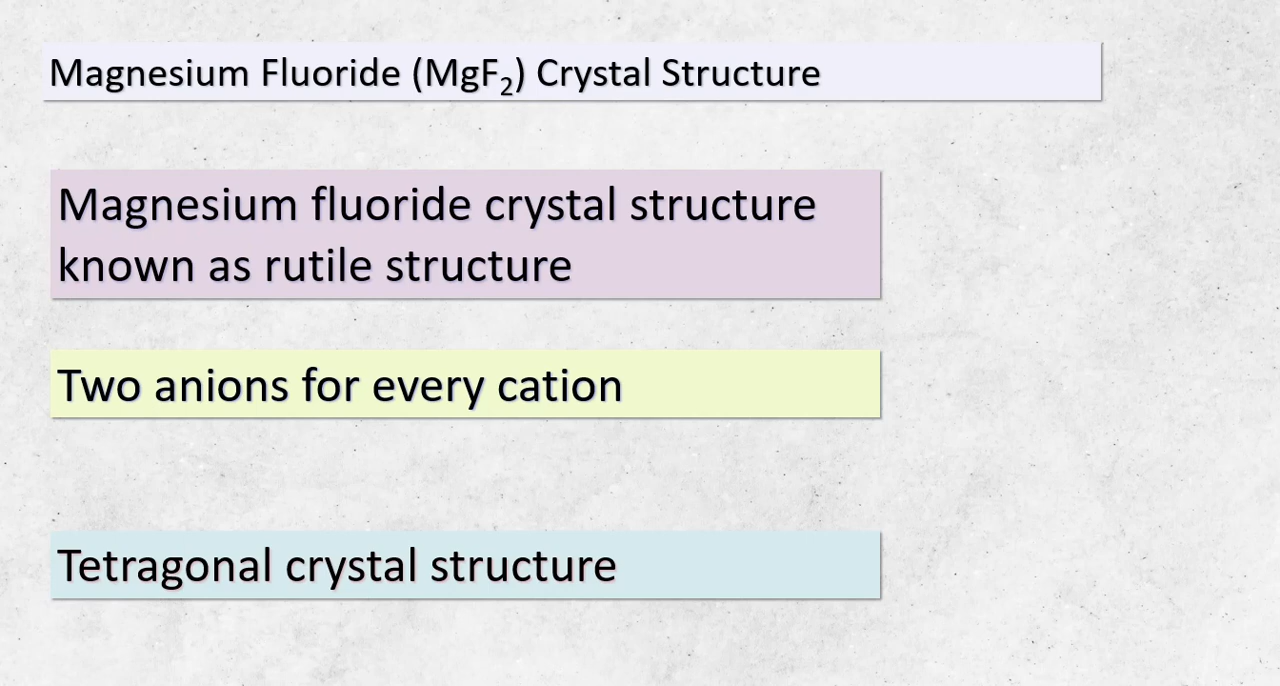 Magnesium Fluoride (MgF₂) Crystal Structure
Magnesium fluoride crystal structure
known as rutile structure
Two anions for every cation
Tetragonal crystal structure